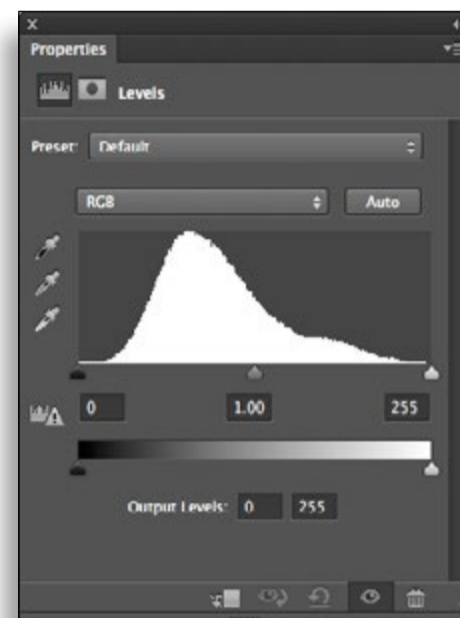 Properties
Levels
Preset: Default
RGB Auto
0 1.00 255
Output Levels: 0 255